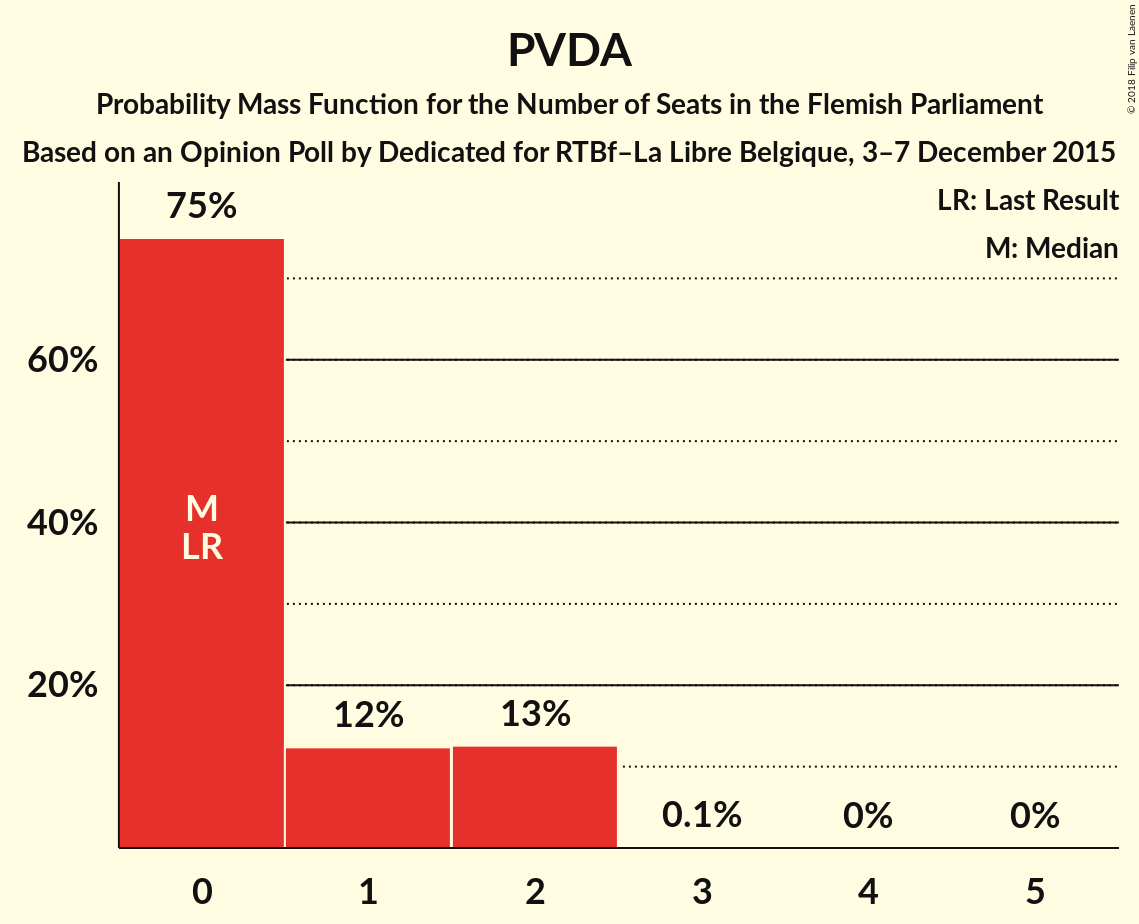 PVDA
Probability Mass Function for the Number of Seats in the Flemish Parliament
Based on an Opinion Poll by Dedicated for RTBf–La Libre Belgique, 3–7 December 2015
© 2018 Filip van Laenen
LR: Last Result
M: Median
75%
60%
40%
20%
M
LR
12%
13%
0.1%
0%
0%
0 1 2 3 4 5